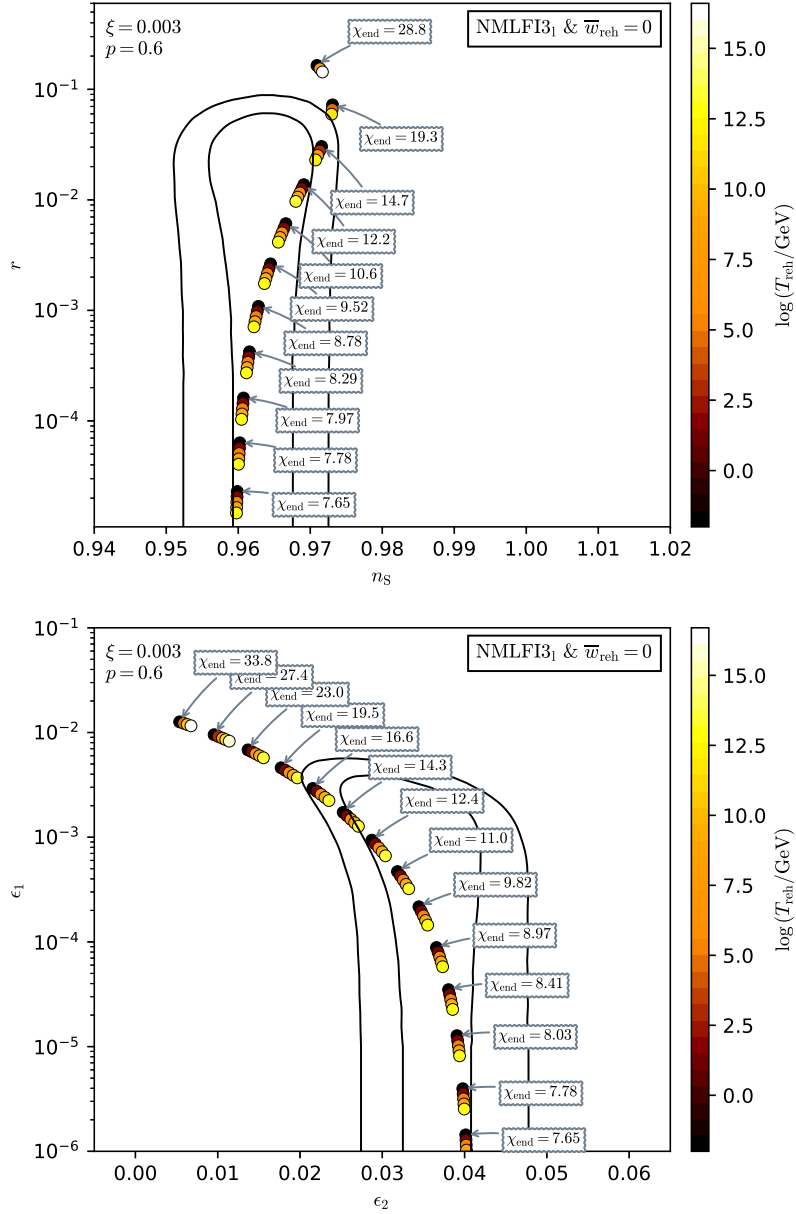 ξ = 0.003
p = 0.6
NMLFI3l & w̅reh = 0
χend = 28.8
χend = 19.3
χend = 14.7
χend = 12.2
χend = 10.6
χend = 9.52
χend = 8.78
χend = 8.29
χend = 7.97
χend = 7.78
χend = 7.65
10−1
10−2
10−3
10−4
r
0.94 0.95 0.96 0.97 0.98 0.99 1.00 1.01 1.02
nS
15.0
12.5
10.0
7.5
5.0
2.5
0.0
log (Treh/GeV)
ξ = 0.003
p = 0.6
NMLFI3l & w̅reh = 0
χend = 33.8
χend = 27.4
χend = 23.0
χend = 19.5
χend = 16.6
χend = 14.3
χend = 12.4
χend = 11.0
χend = 9.82
χend = 8.97
χend = 8.41
χend = 8.03
χend = 7.78
χend = 7.65
10−1
10−2
10−3
10−4
10−5
10−6
ϵ1
0.00 0.01 0.02 0.03 0.04 0.05 0.06
ϵ2
15.0
12.5
10.0
7.5
5.0
2.5
0.0
log (Treh/GeV)